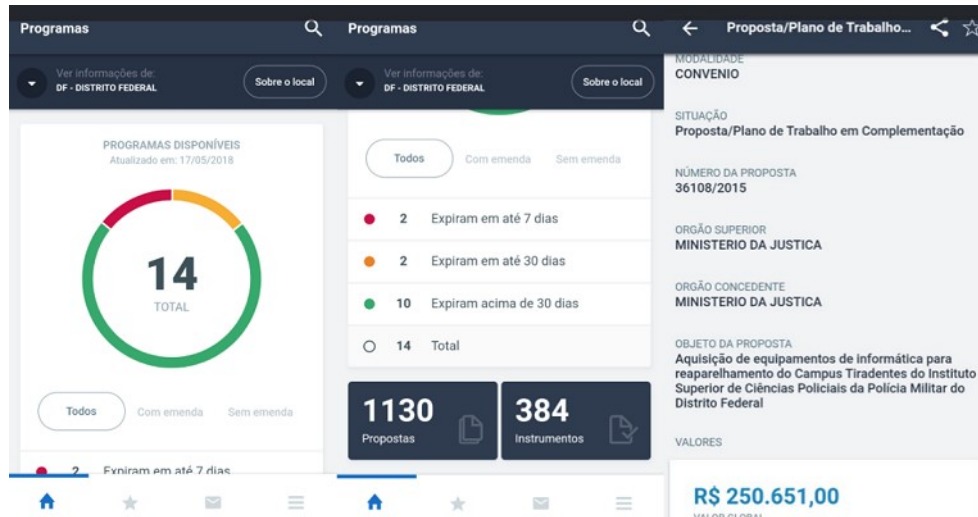 Programas
Ver informações de:
DF - DISTRITO FEDERAL
Sobre o local
PROGRAMAS DISPONÍVEIS
Atualizado em: 17/05/2018
14
TOTAL
Todos
Com emenda
Sem emenda
2 Expiram em até 7 dias
Programas
Ver informações de:
DF - DISTRITO FEDERAL
Sobre o local
Todos
Com emenda
Sem emenda
2 Expiram em até 7 dias
2 Expiram em até 30 dias
10 Expiram acima de 30 dias
14 Total
1130
Propostas
384
Instrumentos
Proposta/Plano de Trabalho...
MODALIDADE
CONVENIO
SITUAÇÃO
Proposta/Plano de Trabalho em Complementação
NÚMERO DA PROPOSTA
36108/2015
ORGÃO SUPERIOR
MINISTERIO DA JUSTICA
ORGÃO CONCEDENTE
MINISTERIO DA JUSTICA
OBJETO DA PROPOSTA
Aquisição de equipamentos de informática para
reaparelhamento do Campus Tiradentes do Instituto
Superior de Ciências Policiais da Polícia Militar do
Distrito Federal
VALORES
R$ 250.651,00
VALOR GLOBAL